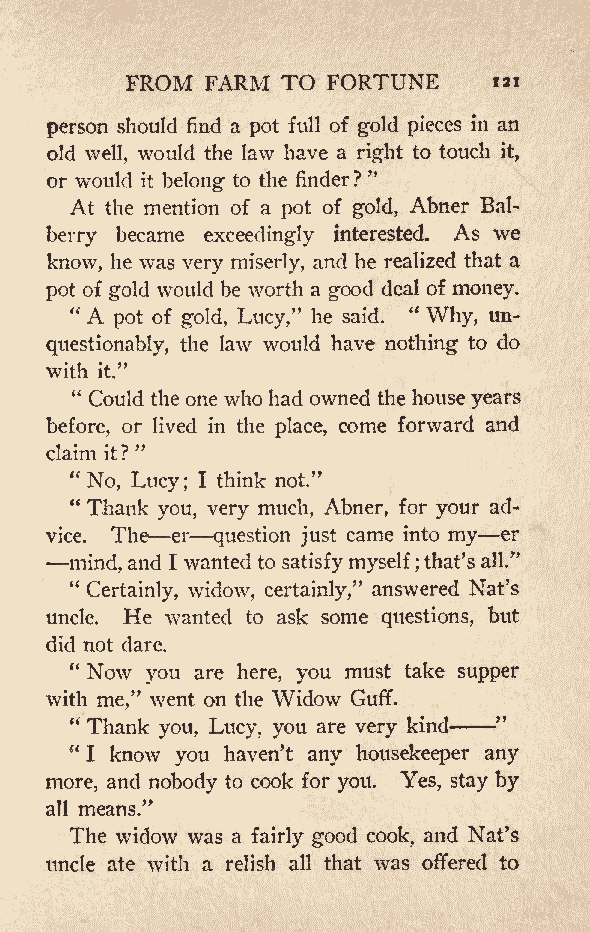 FROM FARM TO FORTUNE 121
person should find a pot full of gold pieces in an
old well, would the law have a right to touch it,
or would it belong to the finder?”
At the mention of a pot of gold, Abner Bal-
berry became exceedingly interested. As we
know, he was very miserly, and he realized that a
pot of gold would be worth a good deal of money.
“A pot of gold, Lucy,” he said. “Why, un-
questionably, the law would have nothing to do
with it.”
“Could the one who had owned the house years
before, or lived in the place, come forward and
claim it?”
“No, Lucy; I think not.”
“Thank you, very much, Abner, for your ad-
vice. The—er—question just came into my—er
—mind, and I wanted to satisfy myself; that’s all.”
“Certainly, widow, certainly,” answered Nat’s
uncle. He wanted to ask some questions, but
did not dare.
“Now you are here, you must take supper
with me,” went on the Widow Guff.
“Thank you, Lucy, you are very kind——”
“I know you haven’t any housekeeper any
more, and nobody to cook for you. Yes, stay by
all means.”
The widow was a fairly good cook, and Nat’s
uncle ate with a relish all that was offered to